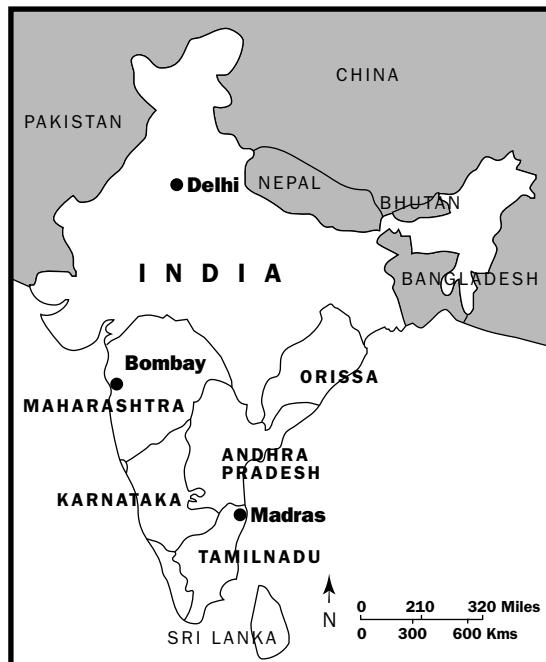 CHINA
PAKISTAN
Delhi
NEPAL
BHUTAN
INDIA
BANGLADESH
Bombay
ORISSA
MAHARASHTRA
ANDHRA
PRADESH
KARNATAKA
Madras
TAMILNADU
N
0 210 320 Miles
0 300 600 Kms
SRI LANKA